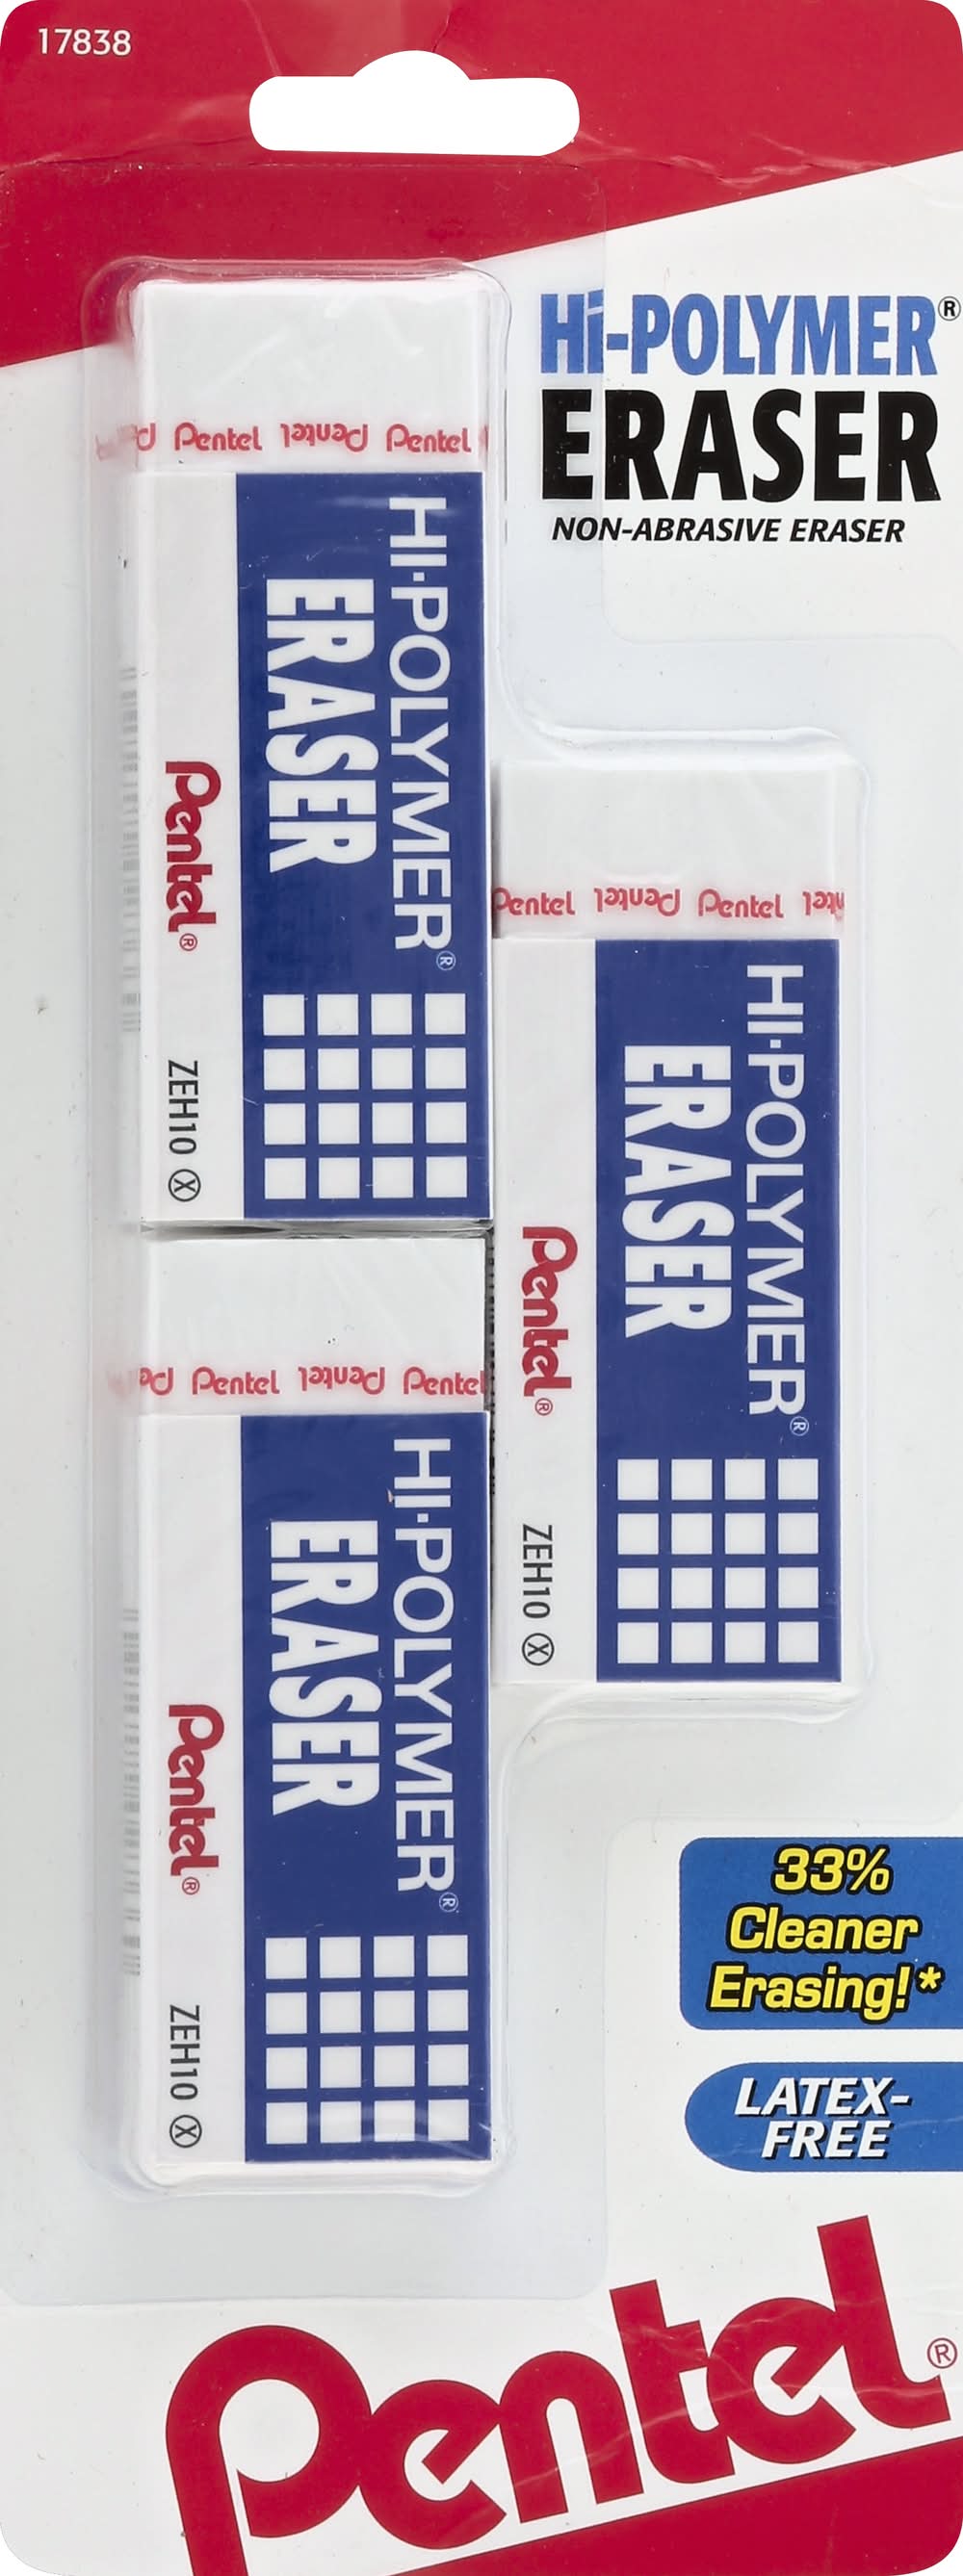 17838
Hi-POLYMER®
ERASER
NON-ABRASIVE ERASER
Pentel Pentel Pentel
HI-POLYMER®
ERASER
Pentel®
ZEH10 Ⓧ
Pentel Pentel Pentel
HI-POLYMER®
ERASER
Pentel®
ZEH10 Ⓧ
Pentel Pentel Pentel
HI-POLYMER®
ERASER
Pentel®
ZEH10 Ⓧ
33%
Cleaner
Erasing!*
LATEX-
FREE
Pentel®